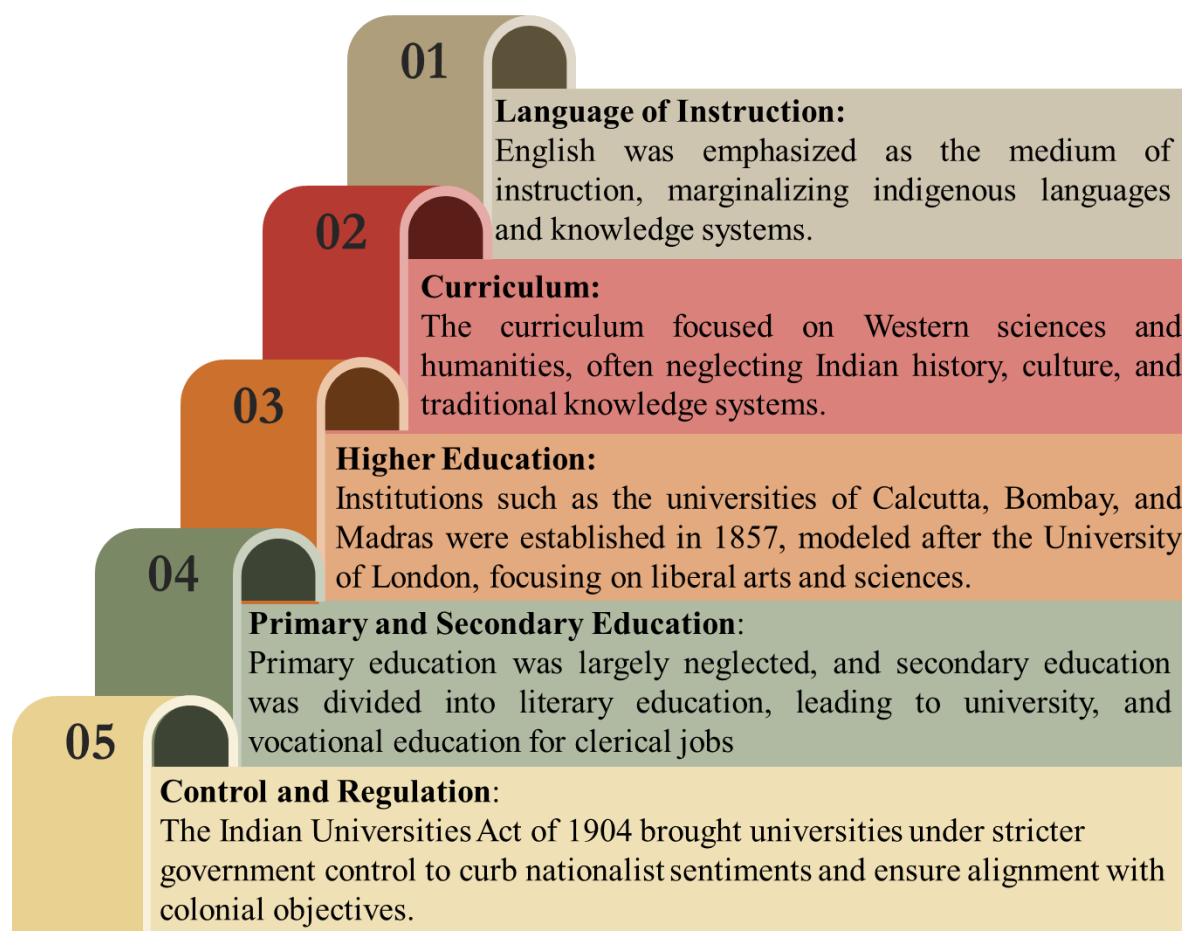 01
Language of Instruction:
English was emphasized as the medium of
instruction, marginalizing indigenous languages
and knowledge systems.
02
Curriculum:
The curriculum focused on Western sciences and
humanities, often neglecting Indian history, culture, and
traditional knowledge systems.
03
Higher Education:
Institutions such as the universities of Calcutta, Bombay, and
Madras were established in 1857, modeled after the University
of London, focusing on liberal arts and sciences.
04
Primary and Secondary Education:
Primary education was largely neglected, and secondary education
was divided into literary education, leading to university, and
vocational education for clerical jobs
05
Control and Regulation:
The Indian Universities Act of 1904 brought universities under stricter
government control to curb nationalist sentiments and ensure alignment with
colonial objectives.